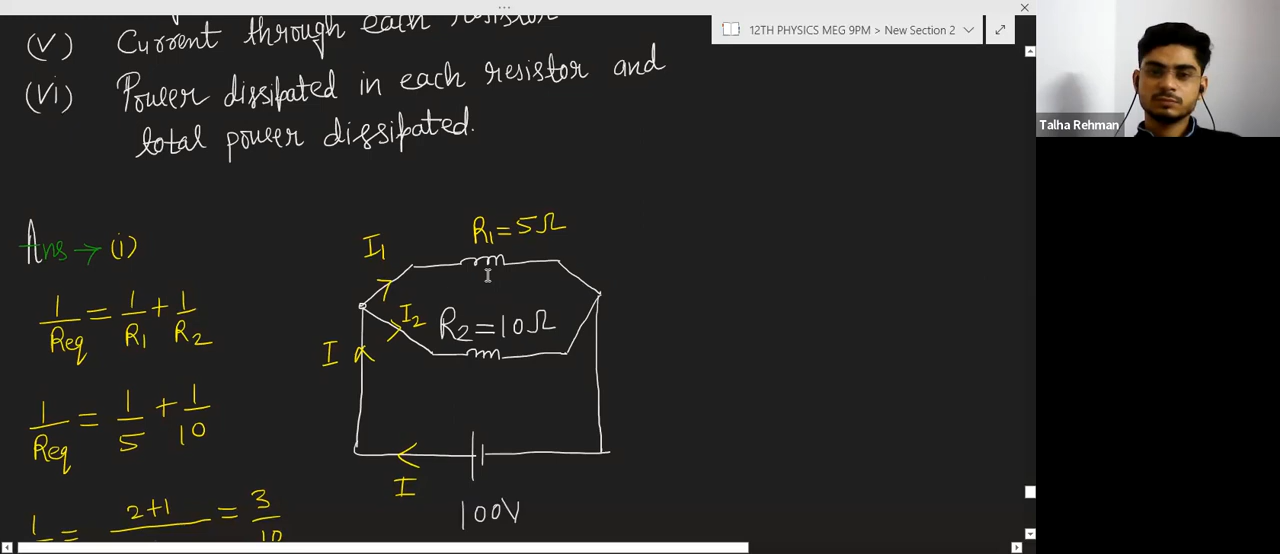 12TH PHYSICS MEG 9PM > New Section 2
(V) Current through each resistor
(Vi) Power dissipated in each resistor and
total power dissipated.
Talha Rehman
Ans → (i)
R1 = 5Ω
I1
1/Req = 1/R1 + 1/R2
I2
R2 = 10Ω
I
1/Req = 1/5 + 1/10
I
100V
2+1 = 3/10